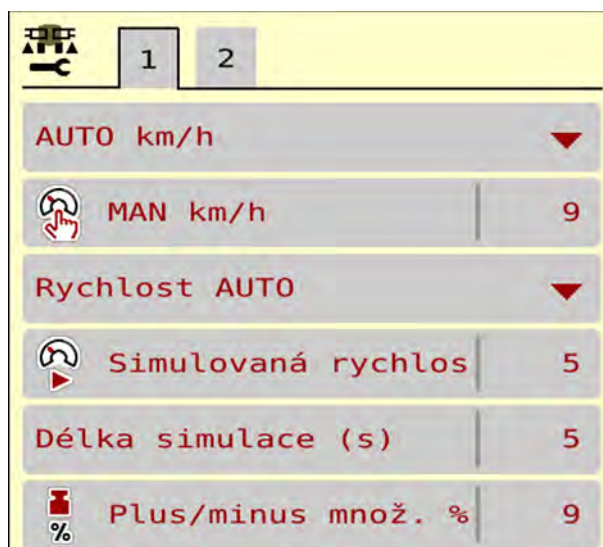 1 2
AUTO km/h
MAN km/h 9
Rychlost AUTO
Simulovaná rychlos 5
Délka simulace (s) 5
% Plus/minus množ. % 9